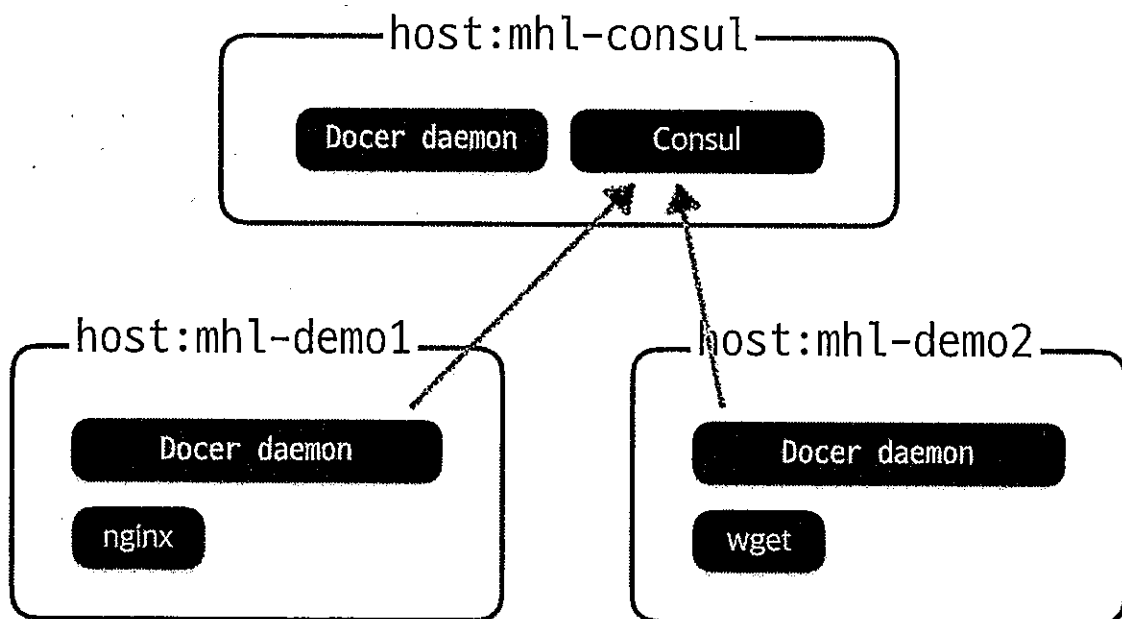 host:mhl-consul
Docer daemon
Consul
host:mhl-demo1
Docer daemon
nginx
host:mhl-demo2
Docer daemon
wget